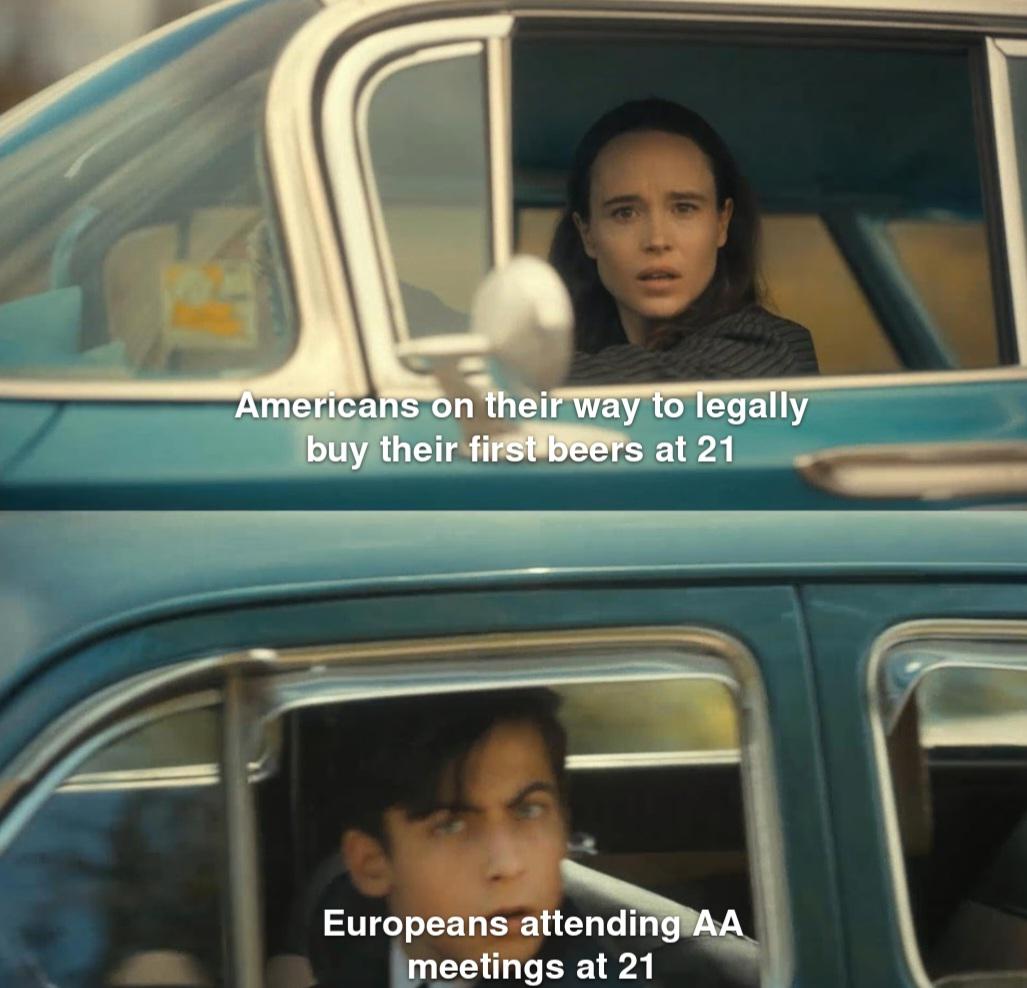 Americans on their way to legally
buy their first beers at 21
Europeans attending AA
meetings at 21